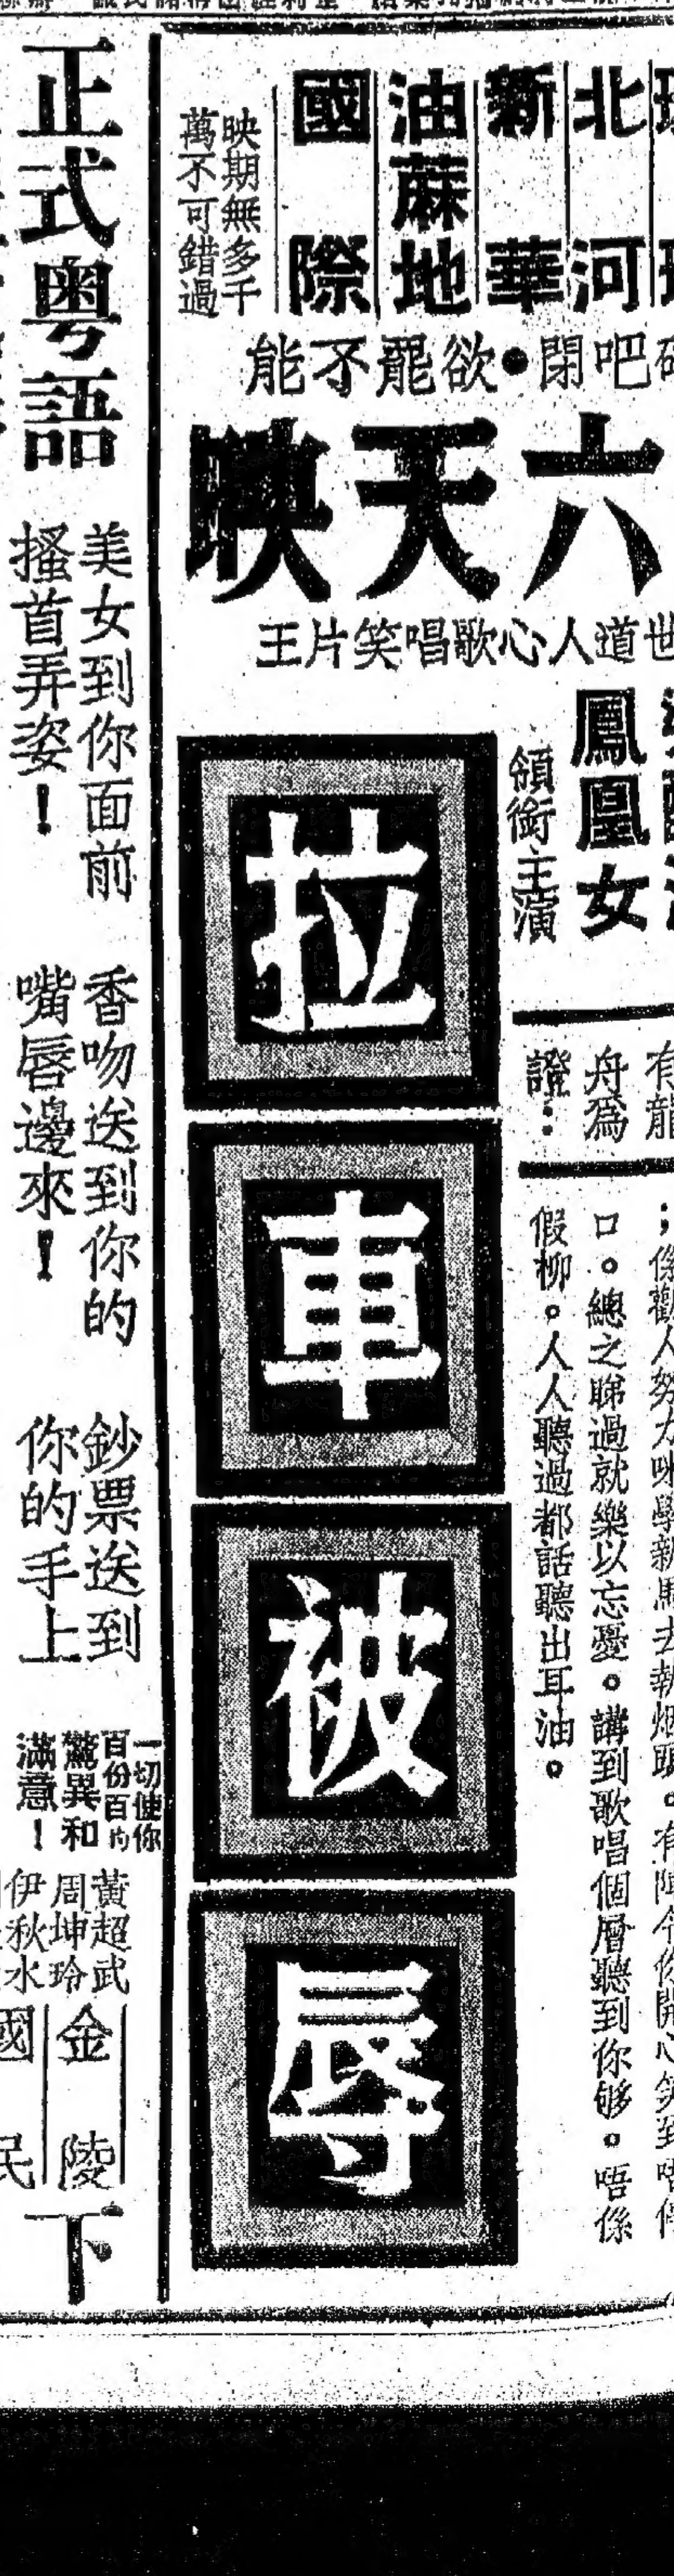 北河
新華
油蔴地
國際
映期無多千
萬不可錯過
吧閉●欲罷不能
六天映
世道人心歌唱笑片王
鳳凰女
領銜主演
有龍
舟為
證：
口。總之睇過就樂以忘憂。講到歌唱個層聽到你够。唔係
假柳。人人聽過都話聽出耳油。
拉車被辱
正式粵語
美女到你面前
搔首弄姿！
香吻送到你的
嘴唇邊來！
鈔票送到
你的手上
一切使你
百份百的
驚異和
滿意！
黃超武
周坤玲
伊秋水
金陵
國民
下